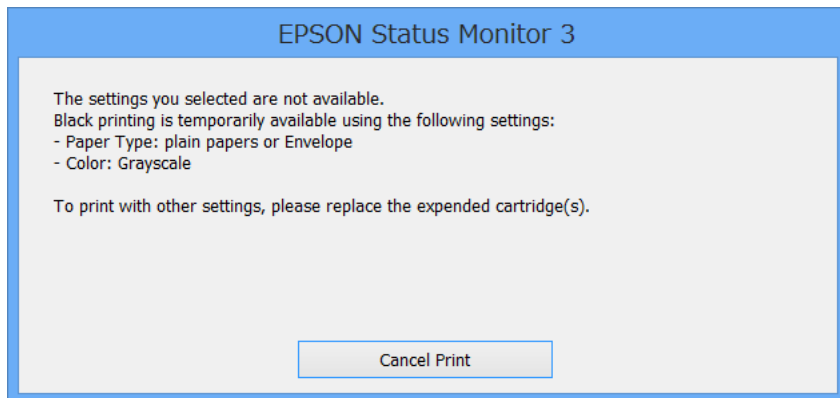 EPSON Status Monitor 3
The settings you selected are not available.
Black printing is temporarily available using the following settings:
- Paper Type: plain papers or Envelope
- Color: Grayscale
To print with other settings, please replace the expended cartridge(s).
Cancel Print